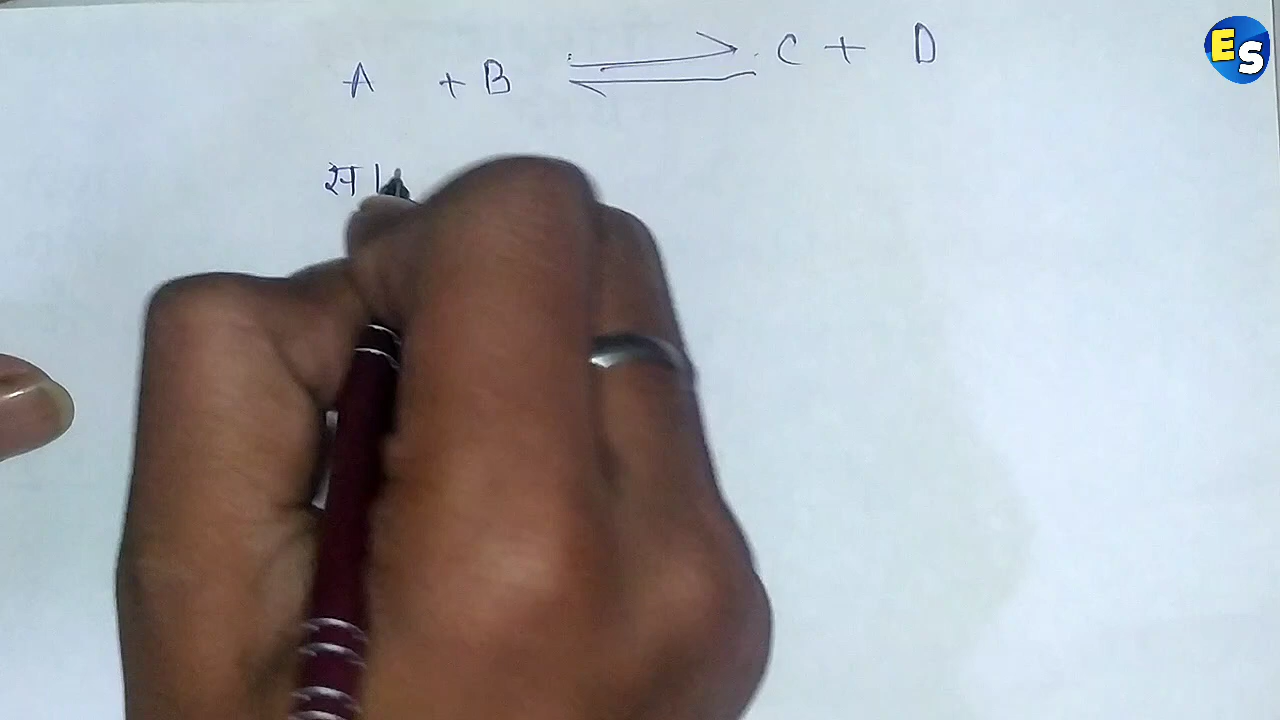 A + B ⇌ C + D
स
ES